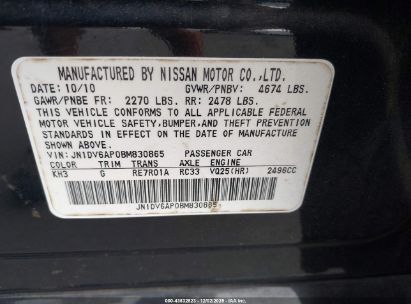 MANUFACTURED BY NISSAN MOTOR CO.,LTD.
DATE: 10/10 GVWR/PNBV: 4674 LBS.
GAWR/PNBE FR: 2270 LBS. RR: 2478 LBS.
THIS VEHICLE CONFORMS TO ALL APPLICABLE FEDERAL
MOTOR VEHICLE SAFETY, BUMPER, AND THEFT PREVENTION
STANDARDS IN EFFECT ON THE DATE OF MANUFACTURE
SHOWN ABOVE.
VIN: JN1DV6AP0BM830865 PASSENGER CAR
COLOR TRIM TRANS AXLE ENGINE
KH3 G RE7R01A RC33 VQ25(HR) 2496CC
JN1DV6AP0BM830865